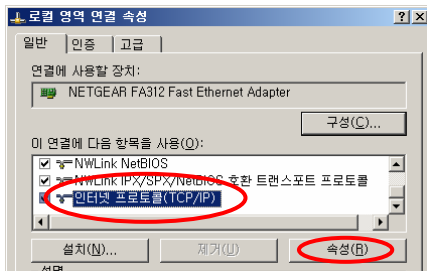 로컬 영역 연결 속성
일반 인증 고급
연결에 사용할 장치:
NETGEAR FA312 Fast Ethernet Adapter
구성(C)...
이 연결에 다음 항목을 사용(O):
NWLink NetBIOS
NWLink IPX/SPX/NetBIOS 호환 트랜스포트 프로토콜
인터넷 프로토콜(TCP/IP)
설치(N)... 제거(U) 속성(R)
설명